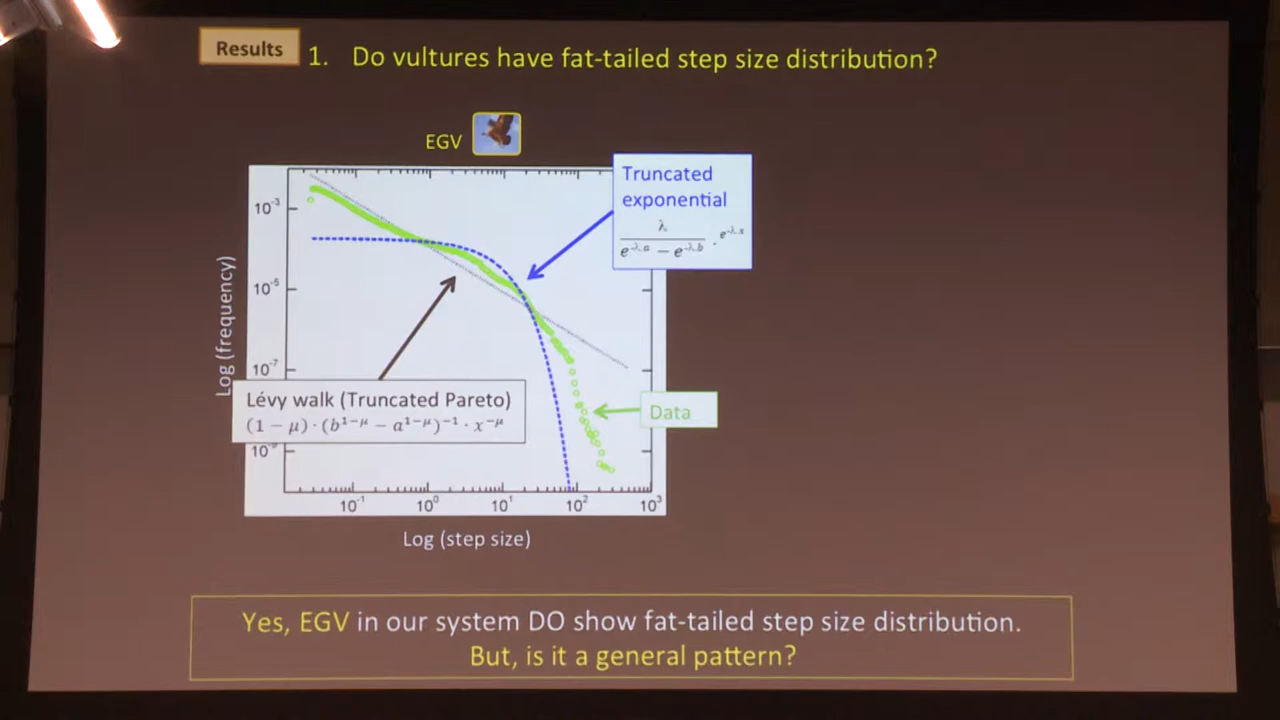 Results
1. Do vultures have fat-tailed step size distribution?
EGV
Truncated
exponential
λ / (e^-λ.a − e^-λ.b) · e^-λ.x
10^-3
10^-5
10^-7
Log (frequency)
Lévy walk (Truncated Pareto)
(1 − μ) · (b^1−μ − a^1−μ)^−1 · x^−μ
Data
10^-1 10^0 10^1 10^2 10^3
Log (step size)
Yes, EGV in our system DO show fat-tailed step size distribution.
But, is it a general pattern?